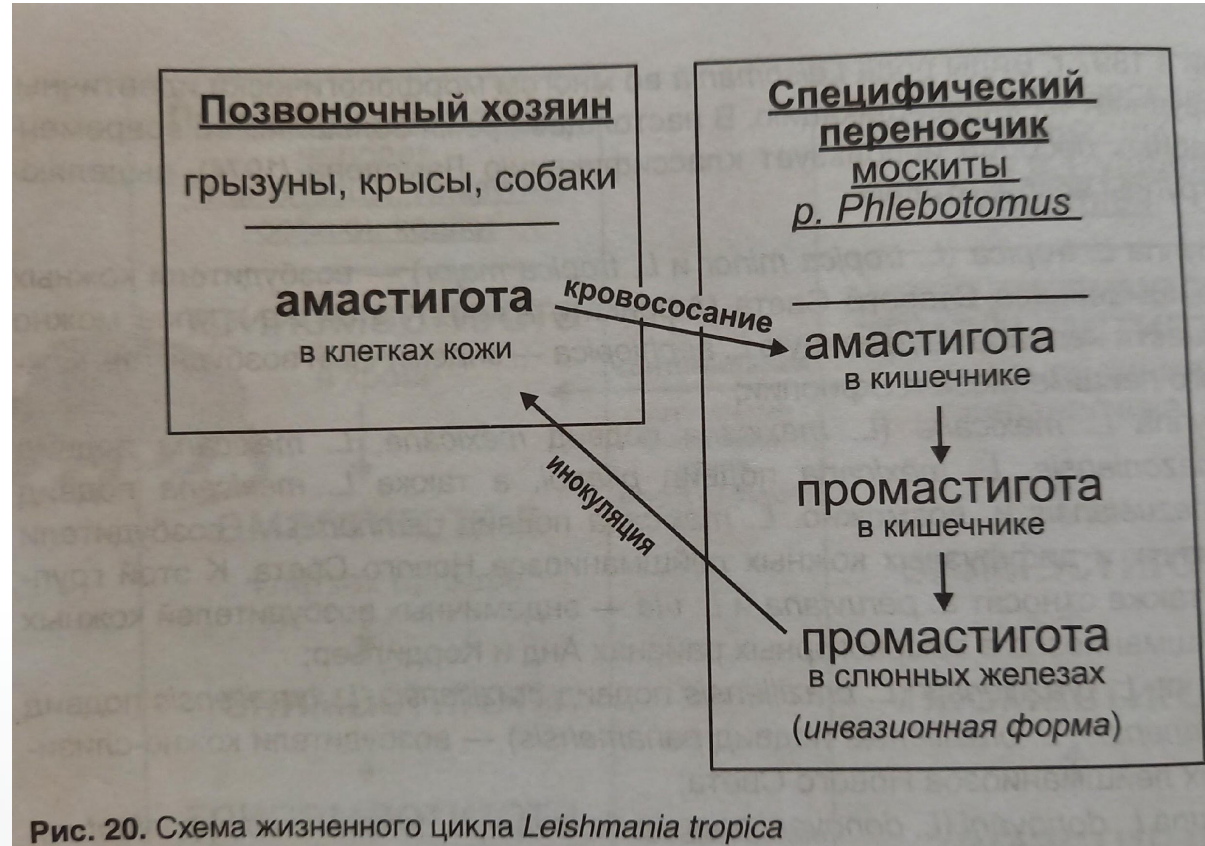 Позвоночный хозяин
грызуны, крысы, собаки
амастигота
в клетках кожи
кровососание
инокуляция
Специфический
переносчик
москиты
р. Phlebotomus
амастигота
в кишечнике
промастигота
в кишечнике
промастигота
в слюнных железах
(инвазионная форма)
Рис. 20. Схема жизненного цикла Leishmania tropica